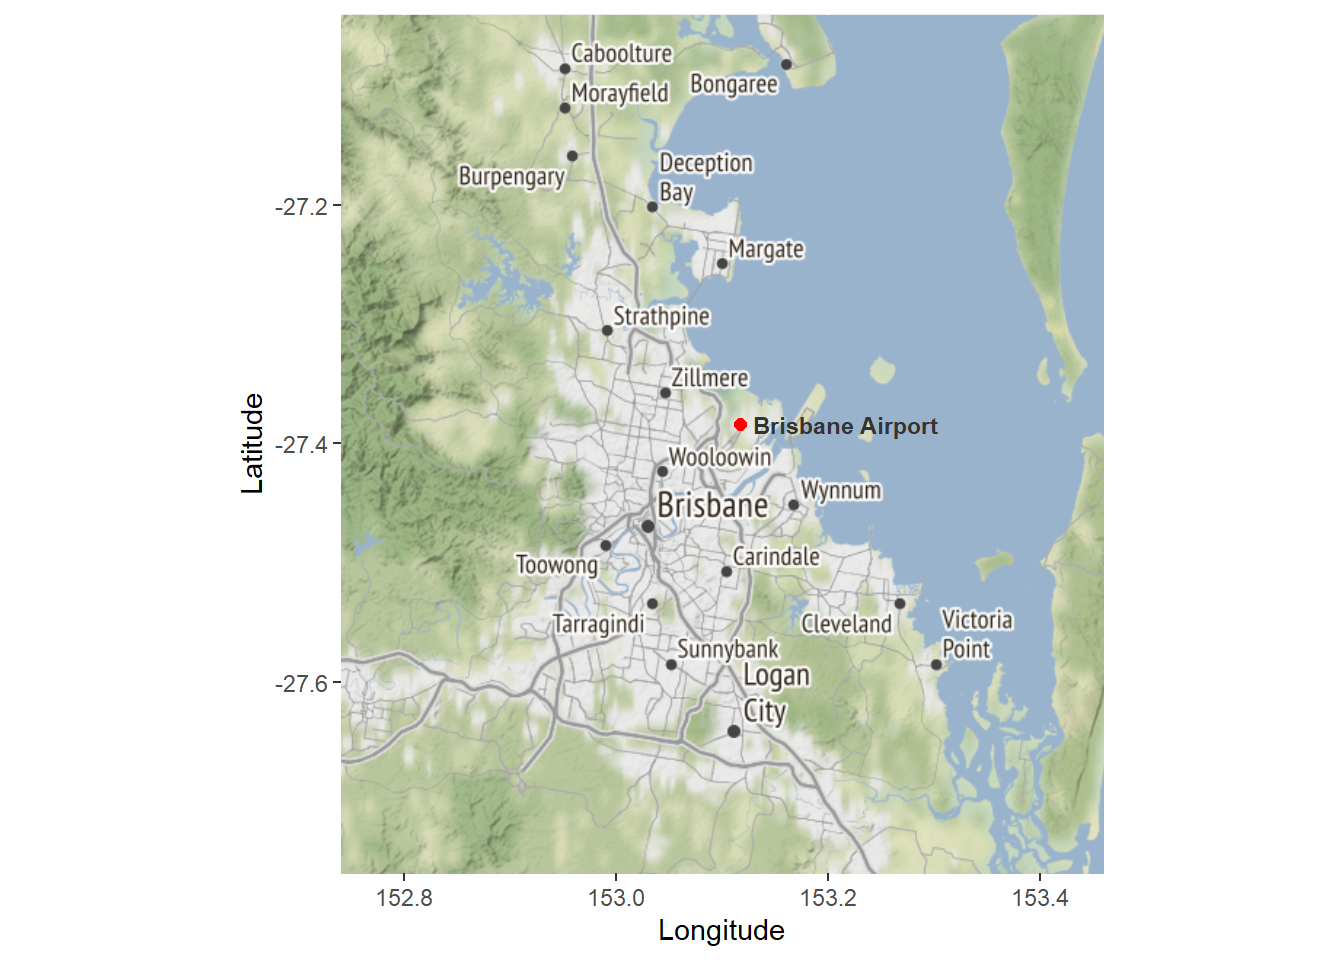 Caboolture
Morayfield
Bongaree
Burpengary
Deception
Bay
-27.2
Margate
Strathpine
Zillmere
Brisbane Airport
-27.4
Latitude
Wooloowin
Wynnum
Brisbane
Toowong
Carindale
Tarragindi
Cleveland
Victoria
Point
Sunnybank
-27.6
Logan
City
152.8
153.0
153.2
153.4
Longitude